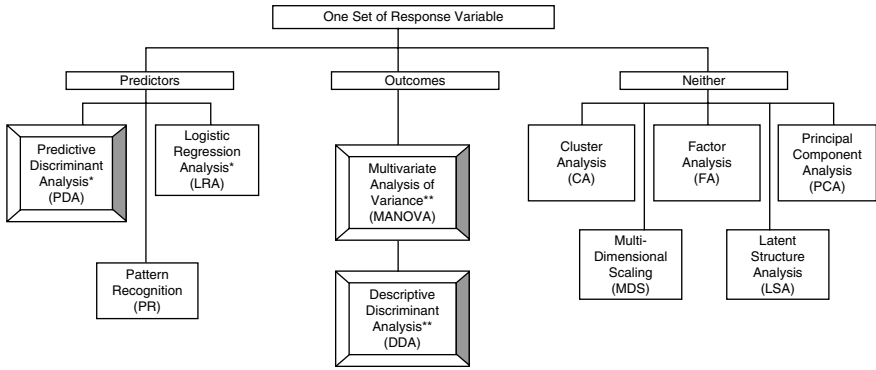 One Set of Response Variable
Predictors
Outcomes
Neither
Predictive
Discriminant
Analysis*
(PDA)
Logistic
Regression
Analysis*
(LRA)
Pattern
Recognition
(PR)
Multivariate
Analysis of
Variance**
(MANOVA)
Descriptive
Discriminant
Analysis**
(DDA)
Cluster
Analysis
(CA)
Factor
Analysis
(FA)
Principal
Component
Analysis
(PCA)
Multi-
Dimensional
Scaling
(MDS)
Latent
Structure
Analysis
(LSA)